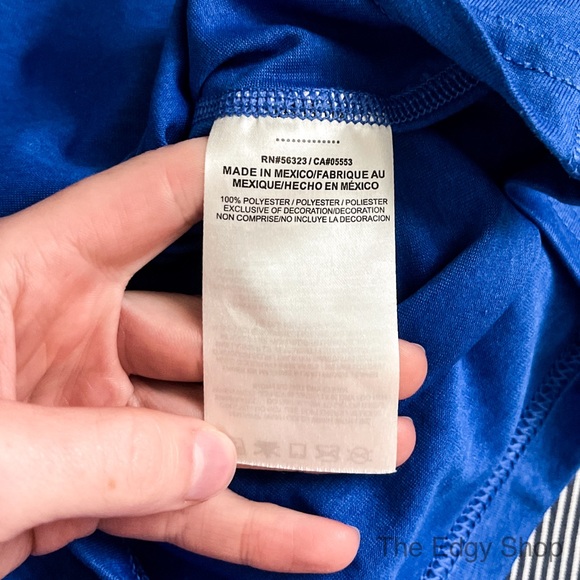 RN#56323 / CA#05553
MADE IN MEXICO/FABRIQUE AU
MEXIQUE/HECHO EN MÉXICO
100% POLYESTER / POLYESTER / POLIESTER
EXCLUSIVE OF DECORATION/DECORATION
NON COMPRISE/NO INCLUYE LA DECORACIÓN
The Edgy Shop